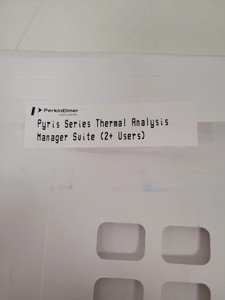 PerkinElmer
Pyris Series Thermal Analysis
Manager Suite (2+ Users)